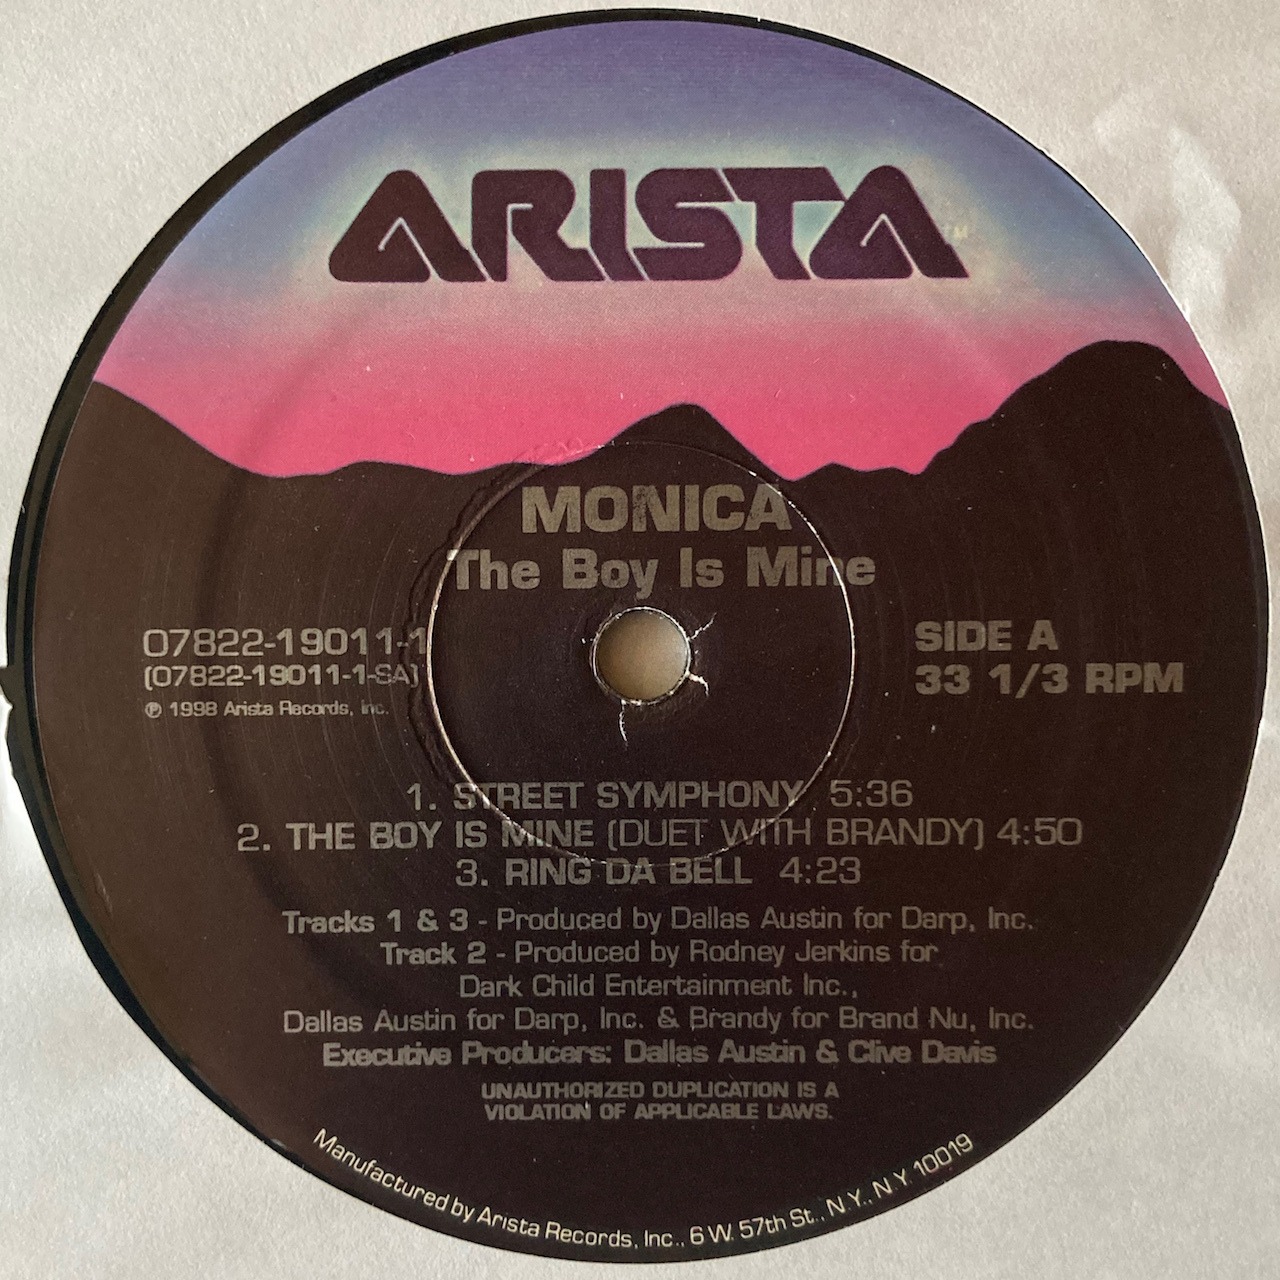 ARISTA™
MONICA
The Boy Is Mine
07822-19011-1
(07822-19011-1-SA)
℗ 1998 Arista Records, Inc.
SIDE A
33 1/3 RPM
1. STREET SYMPHONY 5:36
2. THE BOY IS MINE (DUET WITH BRANDY) 4:50
3. RING DA BELL 4:23
Tracks 1 & 3 - Produced by Dallas Austin for Darp, Inc.
Track 2 - Produced by Rodney Jerkins for
Dark Child Entertainment Inc.,
Dallas Austin for Darp, Inc. & Brandy for Brand Nu, Inc.
Executive Producers: Dallas Austin & Clive Davis
UNAUTHORIZED DUPLICATION IS A
VIOLATION OF APPLICABLE LAWS.
Manufactured by Arista Records, Inc., 6 W. 57th St., N.Y., N.Y. 10019